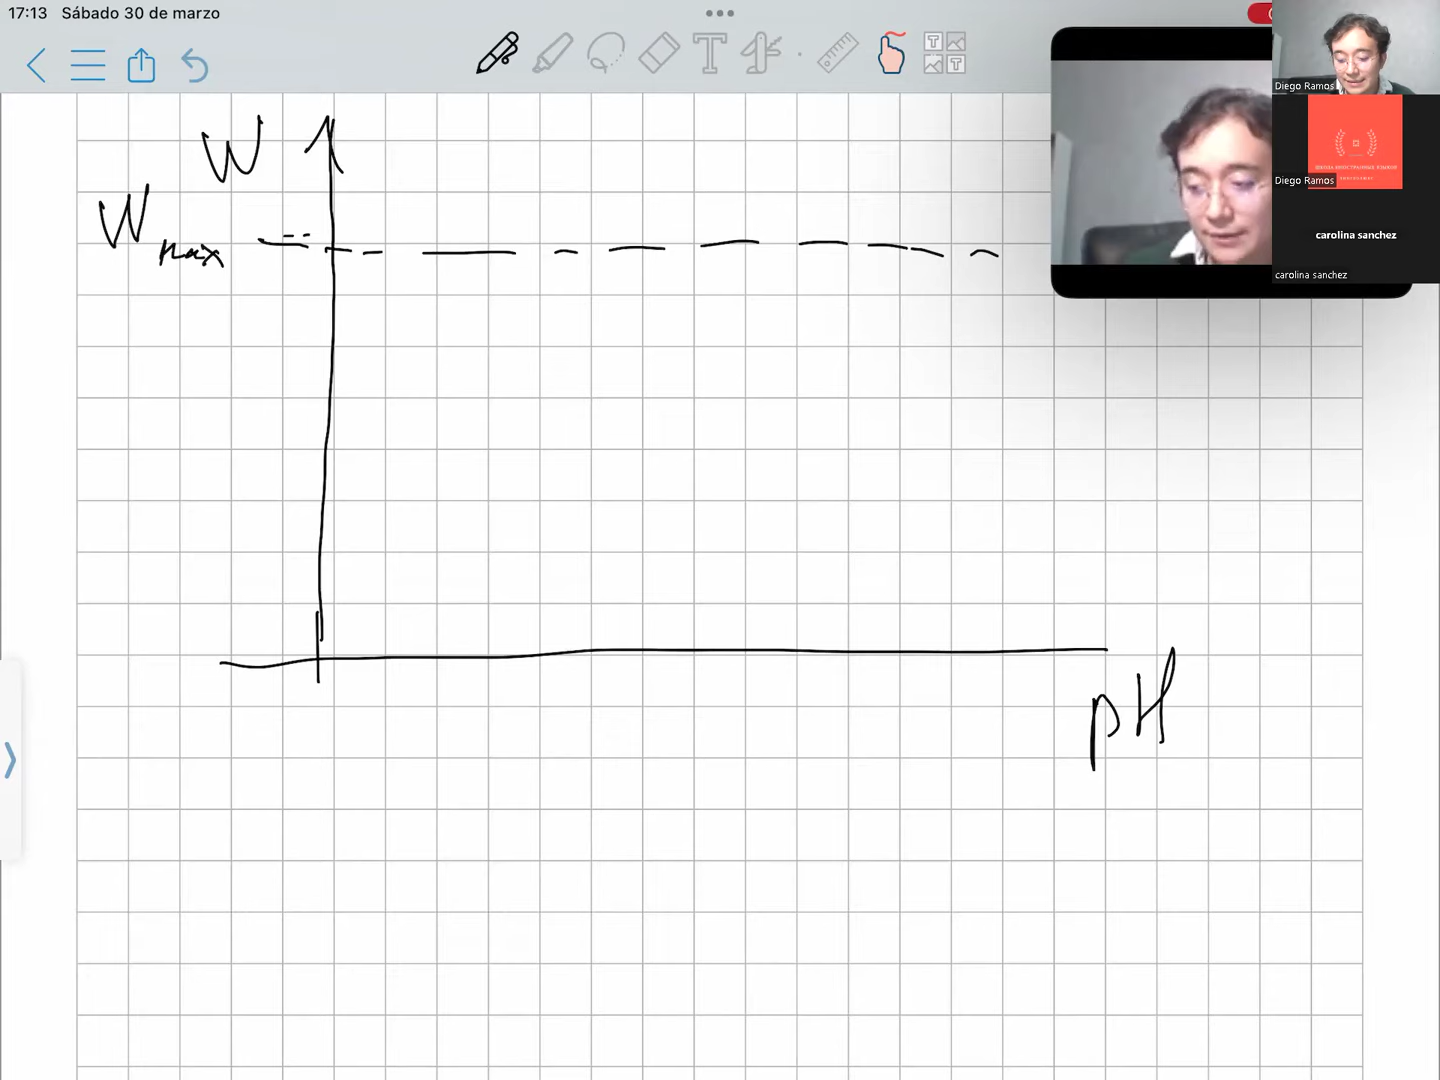 17:13 Sábado 30 de marzo
W
W max
pH
Diego Ramos
Diego Ramos
carolina sanchez
carolina sanchez